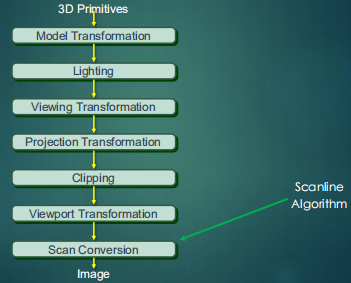 3D Primitives
Model Transformation
Lighting
Viewing Transformation
Projection Transformation
Clipping
Viewport Transformation
Scan Conversion
Image
Scanline
Algorithm